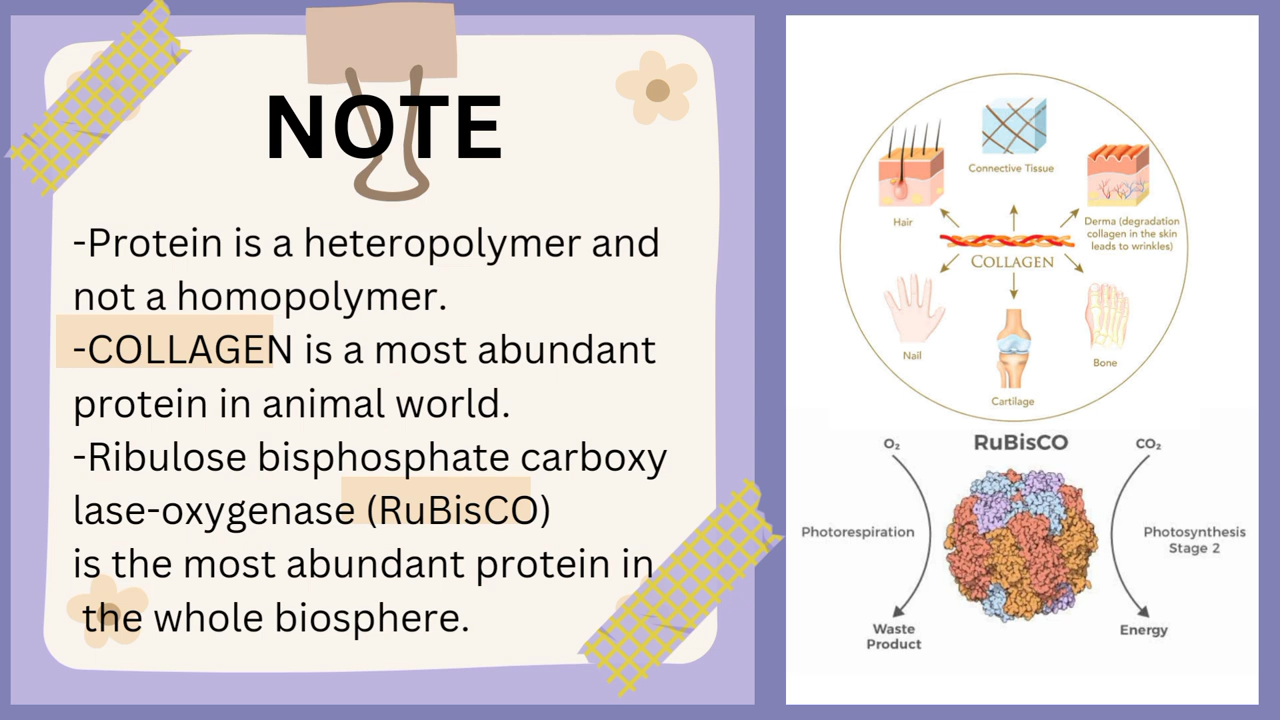 NOTE
-Protein is a heteropolymer and
not a homopolymer.
-COLLAGEN is a most abundant
protein in animal world.
-Ribulose bisphosphate carboxy
lase-oxygenase (RuBisCO)
is the most abundant protein in
the whole biosphere.
Connective Tissue
Hair
Derma (degradation
collagen in the skin
leads to wrinkles)
COLLAGEN
Nail
Bone
Cartilage
O₂
RuBisCO
CO₂
Photorespiration
Photosynthesis
Stage 2
Waste
Product
Energy